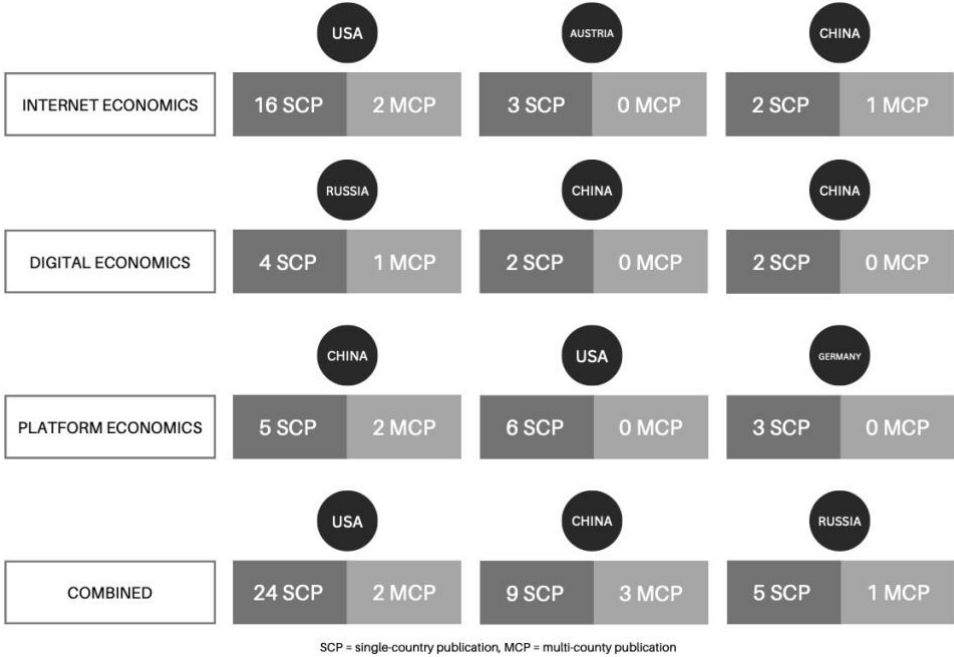 USA AUSTRIA CHINA
INTERNET ECONOMICS 16 SCP 2 MCP 3 SCP 0 MCP 2 SCP 1 MCP
RUSSIA CHINA CHINA
DIGITAL ECONOMICS 4 SCP 1 MCP 2 SCP 0 MCP 2 SCP 0 MCP
CHINA USA GERMANY
PLATFORM ECONOMICS 5 SCP 2 MCP 6 SCP 0 MCP 3 SCP 0 MCP
USA CHINA RUSSIA
COMBINED 24 SCP 2 MCP 9 SCP 3 MCP 5 SCP 1 MCP
SCP = single-country publication, MCP = multi-county publication